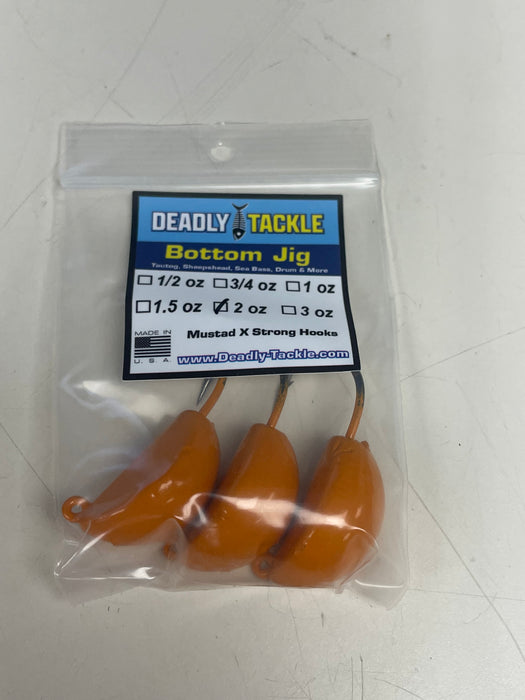 DEADLY TACKLE
Bottom Jig
Tautog, Sheepshead, Sea Bass, Drum & More
1/2 oz 3/4 oz 1 oz
1.5 oz 2 oz 3 oz
MADE IN
U.S.A.
Mustad X Strong Hooks
www.Deadly-Tackle.com